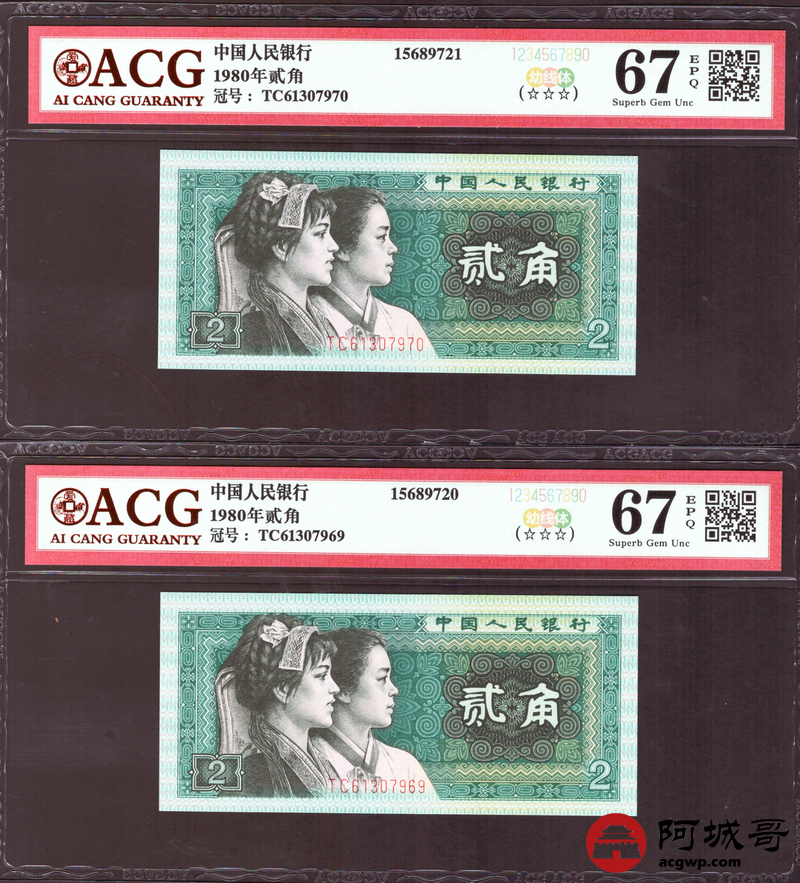 ACG
AI CANG GUARANTY
中国人民银行
1980年贰角
冠号: TC61307970
15689721
1234567890
幼线体
(☆☆☆)
67
EPQ
Superb Gem Unc
中国人民银行
贰角
2
2
TC61307970
ACG
AI CANG GUARANTY
中国人民银行
1980年贰角
冠号: TC61307969
15689720
1234567890
幼线体
(☆☆☆)
67
EPQ
Superb Gem Unc
中国人民银行
贰角
2
2
TC61307969
阿城哥
acgwp.com